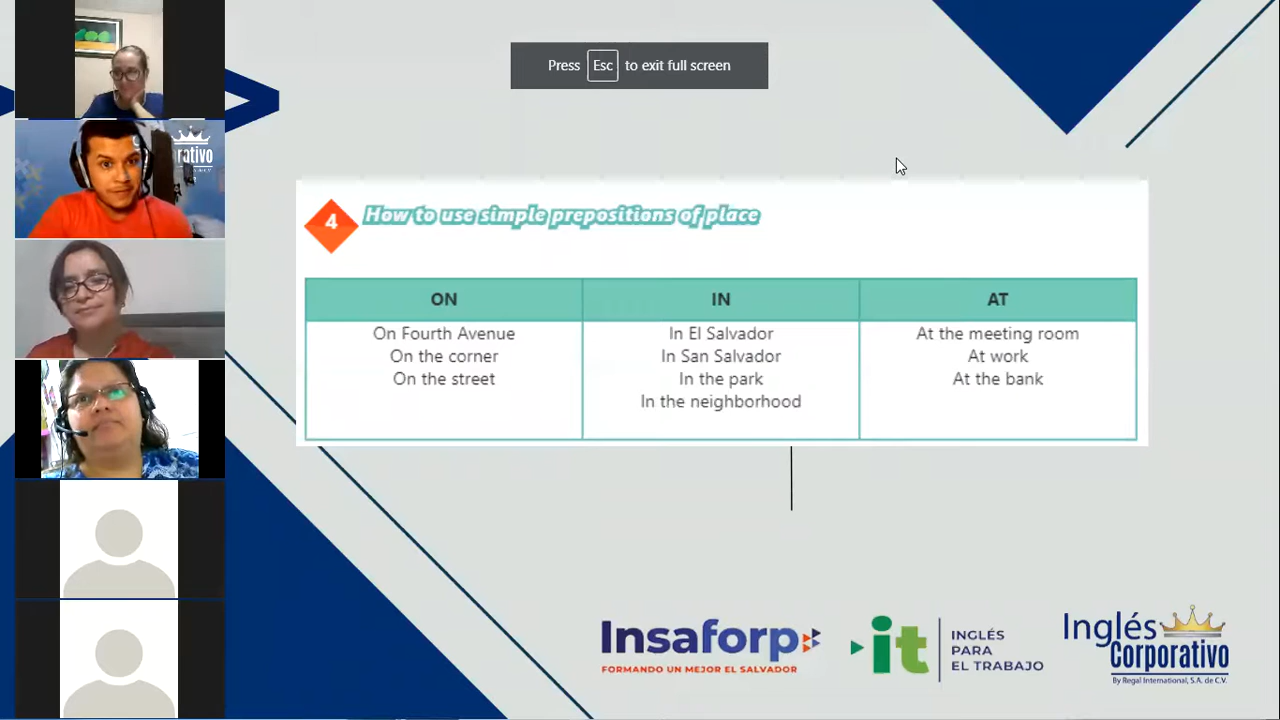 Press Esc to exit full screen
rativo
4 How to use simple prepositions of place
ON IN AT
On Fourth Avenue In El Salvador At the meeting room
On the corner In San Salvador At work
On the street In the park At the bank
In the neighborhood
Insaforp
FORMANDO UN MEJOR EL SALVADOR
it INGLÉS
PARA
EL TRABAJO
Inglés
Corporativo
By Regal International, S.A. de C.V.